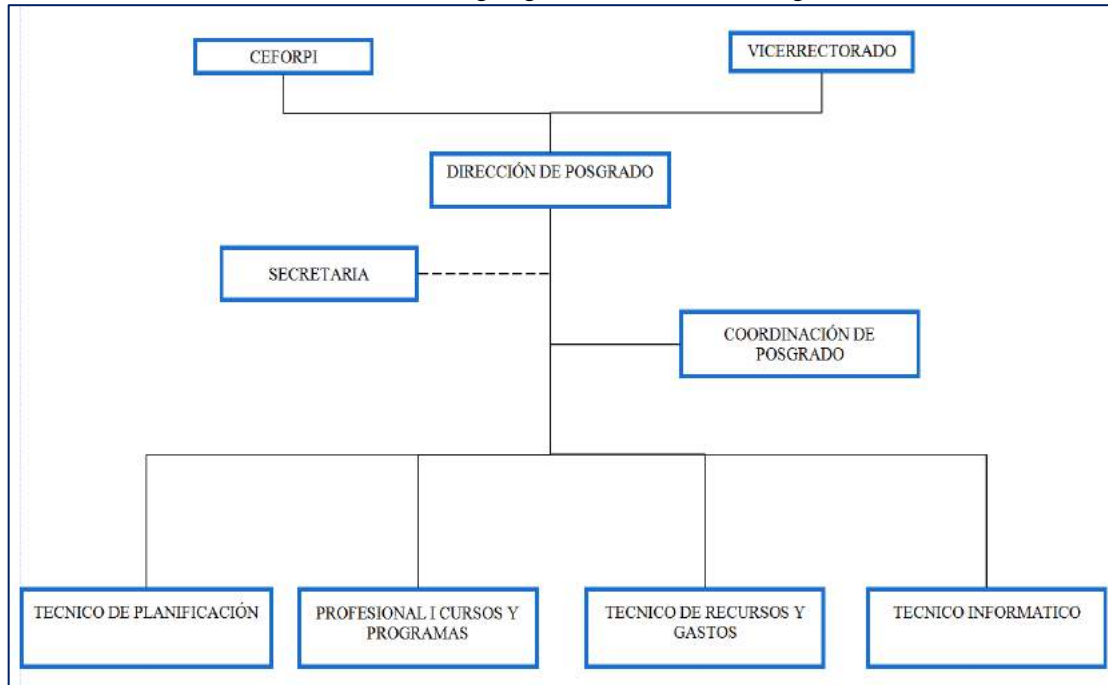 CEFORPI
VICERRECTORADO
DIRECCIÓN DE POSGRADO
SECRETARIA
COORDINACIÓN DE
POSGRADO
TECNICO DE PLANIFICACIÓN
PROFESIONAL I CURSOS Y
PROGRAMAS
TECNICO DE RECURSOS Y
GASTOS
TECNICO INFORMATICO